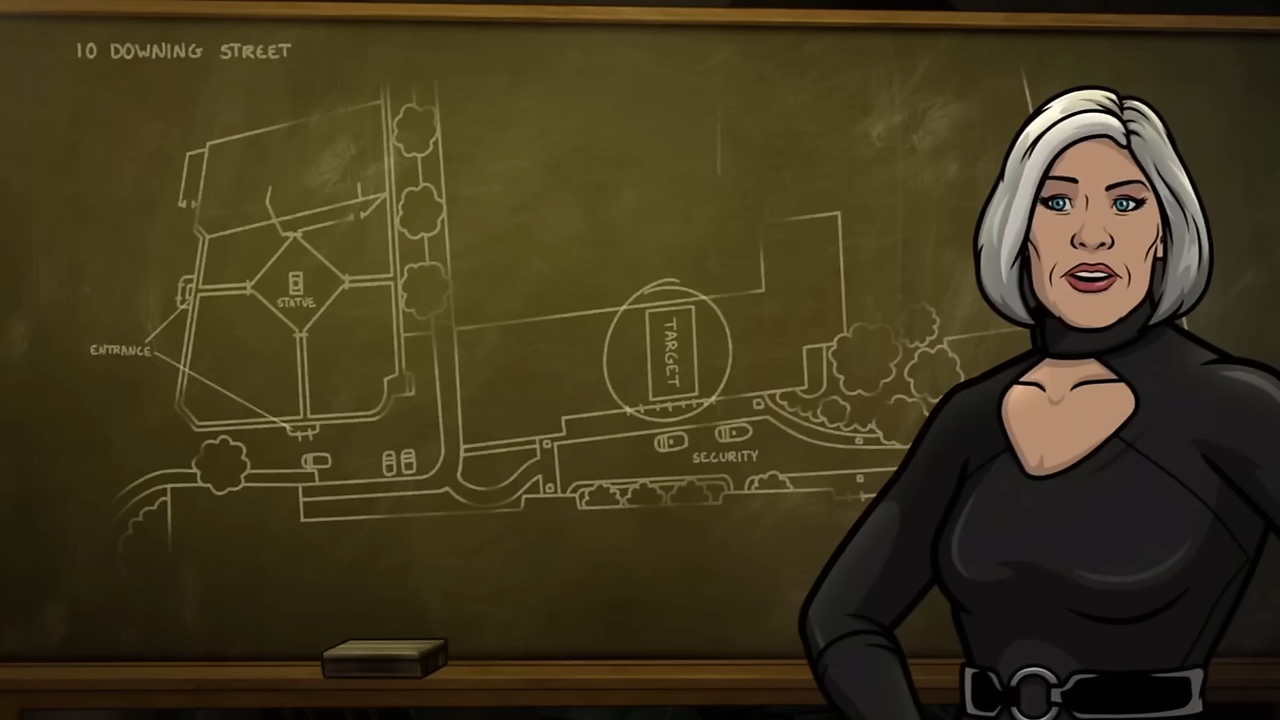 10 DOWNING STREET
STATUE
TARGET
ENTRANCE
SECURITY